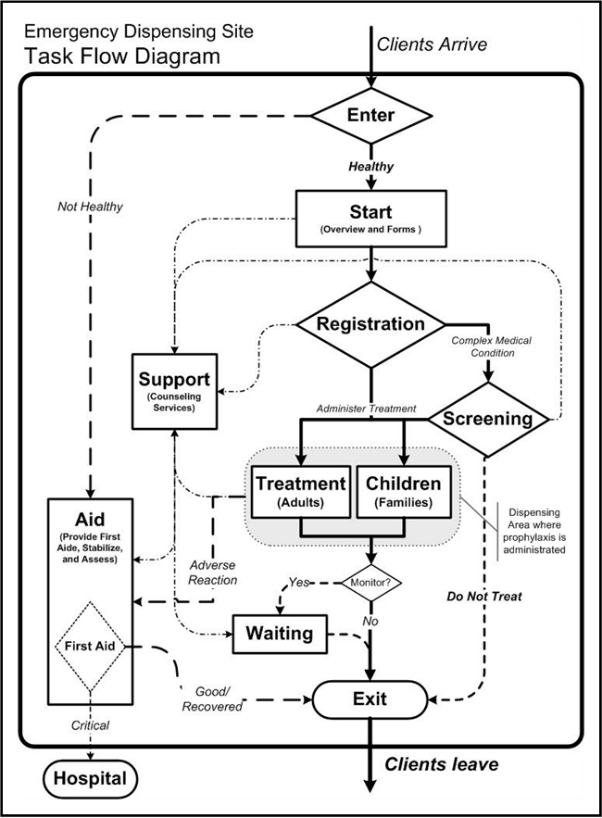 Emergency Dispensing Site
Task Flow Diagram
Clients Arrive
Enter
Healthy
Not Healthy
Start
(Overview and Forms )
Registration
Complex Medical
Condition
Support
(Counseling
Services)
Administer Treatment
Screening
Treatment
(Adults)
Children
(Families)
Dispensing
Area where
prophylaxis is
administrated
Aid
(Provide First
Aide, Stabilize,
and Assess)
Adverse
Reaction
Monitor?
Yes
No
Do Not Treat
Waiting
First Aid
Good/
Recovered
Exit
Critical
Hospital
Clients leave